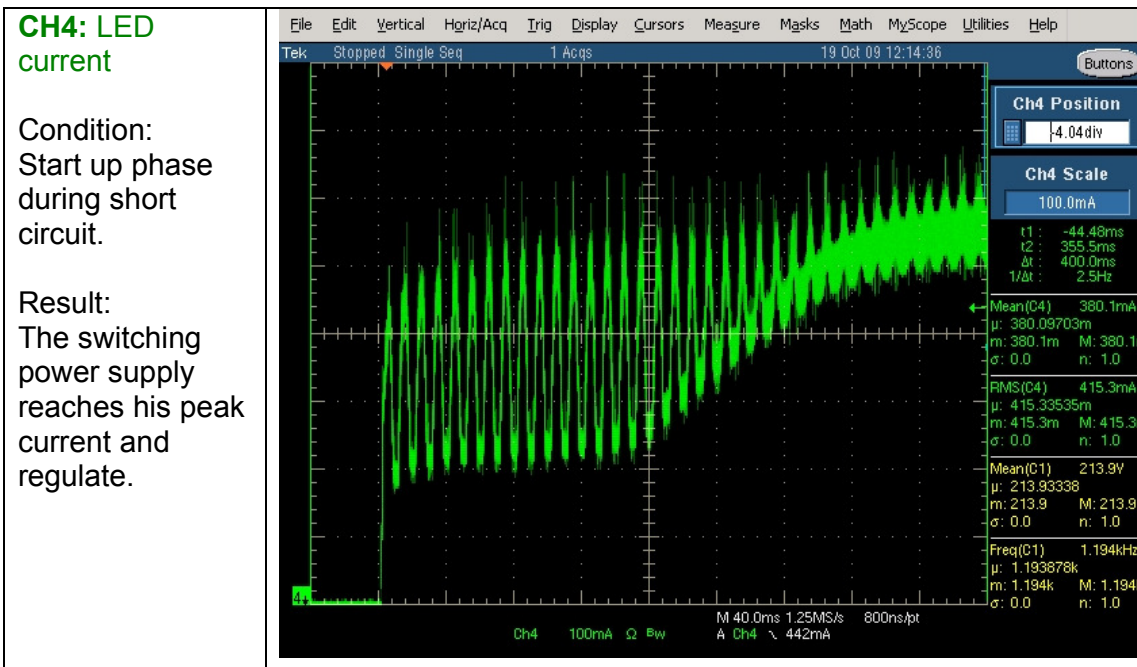 CH4: LED
current
Condition:
Start up phase
during short
circuit.
Result:
The switching
power supply
reaches his peak
current and
regulate.
File Edit Vertical Horiz/Acq Trig Display Cursors Measure Masks Math MyScope Utilities Help
Tek Stopped Single Seq 1 Acqs 19 Oct 09 12:14:36
Buttons
Ch4 Position
-4.04div
Ch4 Scale
100.0mA
t1 : -44.48ms
t2 : 355.5ms
Δt : 400.0ms
1/Δt : 2.5Hz
Mean(C4) 380.1mA
μ: 380.09703m
m: 380.1m M: 380.1
σ: 0.0 n: 1.0
RMS(C4) 415.3mA
μ: 415.33535m
m: 415.3m M: 415.3
σ: 0.0 n: 1.0
Mean(C1) 213.9V
μ: 213.93338
m: 213.9 M: 213.9
σ: 0.0 n: 1.0
Freq(C1) 1.194kHz
μ: 1.193878k
m: 1.194k M: 1.194
σ: 0.0 n: 1.0
4
M 40.0ms 1.25MS/s 800ns/pt
Ch4 100mA Ω Bw A Ch4 \ 442mA